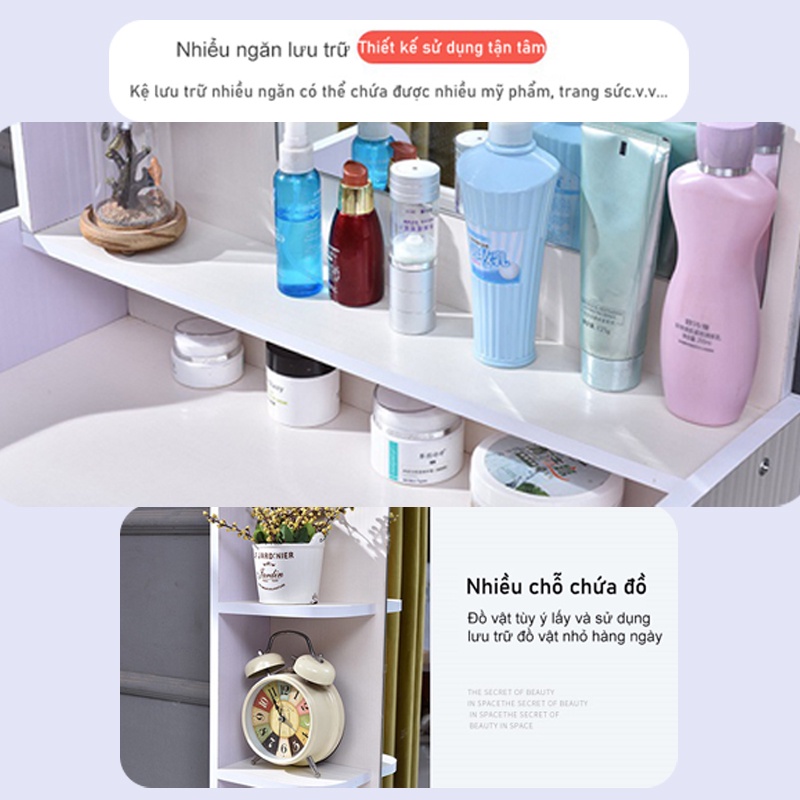 Nhiểu ngăn lưu trữ Thiết kế sử dụng tận tâm
Kệ lưu trữ nhiều ngăn có thể chứa được nhiều mỹ phẩm, trang sức.v.v...
JARDINIER
Jardin
Nhiều chỗ chứa đồ
Đồ vật tùy ý lấy và sử dụng
lưu trữ đồ vật nhỏ hàng ngày
THE SECRET OF BEAUTY
IN SPACETHE SECRET OF BEAUTY
IN SPACETHE SECRET OF
BEAUTY IN SPACE